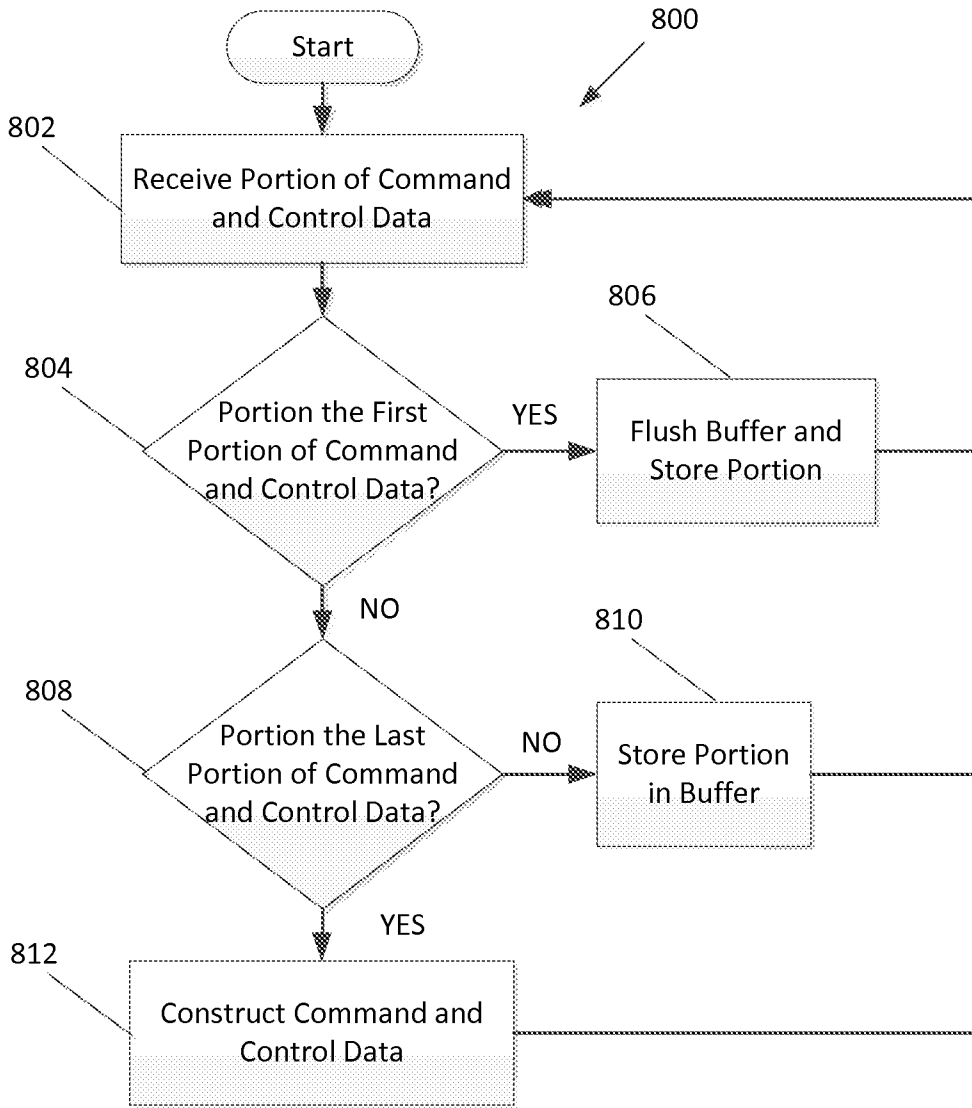 Start
800
802
Receive Portion of Command
and Control Data
806
804
Portion the First
Portion of Command
and Control Data?
YES
Flush Buffer and
Store Portion
NO
810
808
Portion the Last
Portion of Command
and Control Data?
NO
Store Portion
in Buffer
YES
812
Construct Command and
Control Data